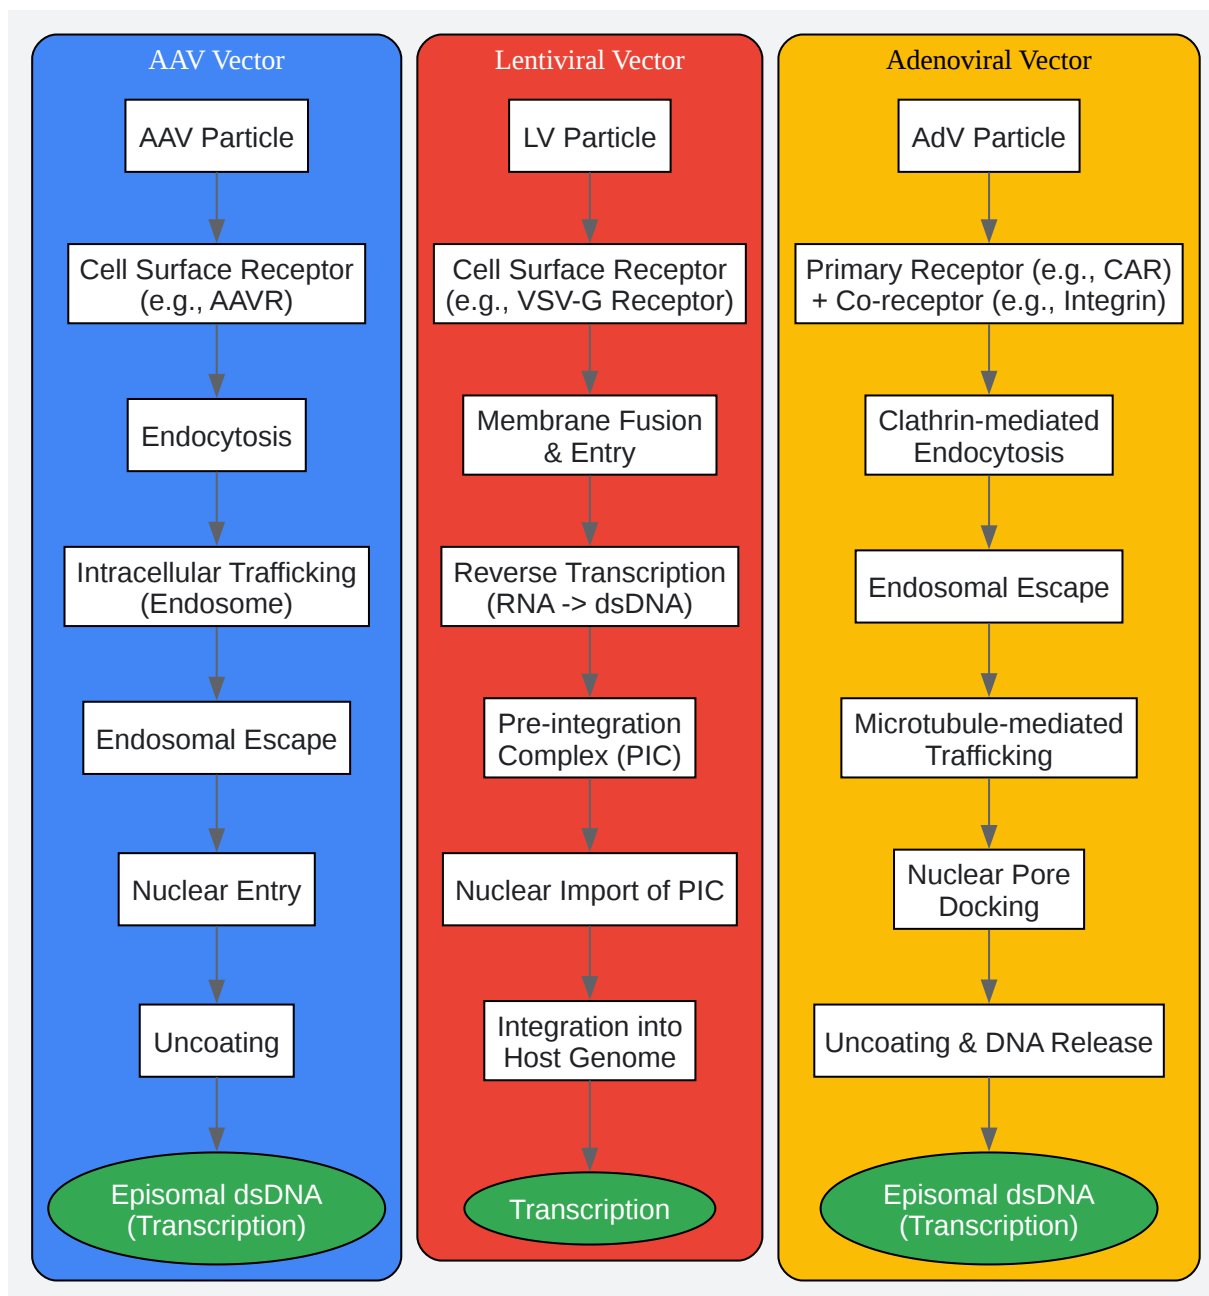 AAV Vector
AAV Particle
Cell Surface Receptor
(e.g., AAVR)
Endocytosis
Intracellular Trafficking
(Endosome)
Endosomal Escape
Nuclear Entry
Uncoating
Episomal dsDNA
(Transcription)
Lentiviral Vector
LV Particle
Cell Surface Receptor
(e.g., VSV-G Receptor)
Membrane Fusion
& Entry
Reverse Transcription
(RNA -> dsDNA)
Pre-integration
Complex (PIC)
Nuclear Import of PIC
Integration into
Host Genome
Transcription
Adenoviral Vector
AdV Particle
Primary Receptor (e.g., CAR)
+ Co-receptor (e.g., Integrin)
Clathrin-mediated
Endocytosis
Endosomal Escape
Microtubule-mediated
Trafficking
Nuclear Pore
Docking
Uncoating & DNA Release
Episomal dsDNA
(Transcription)